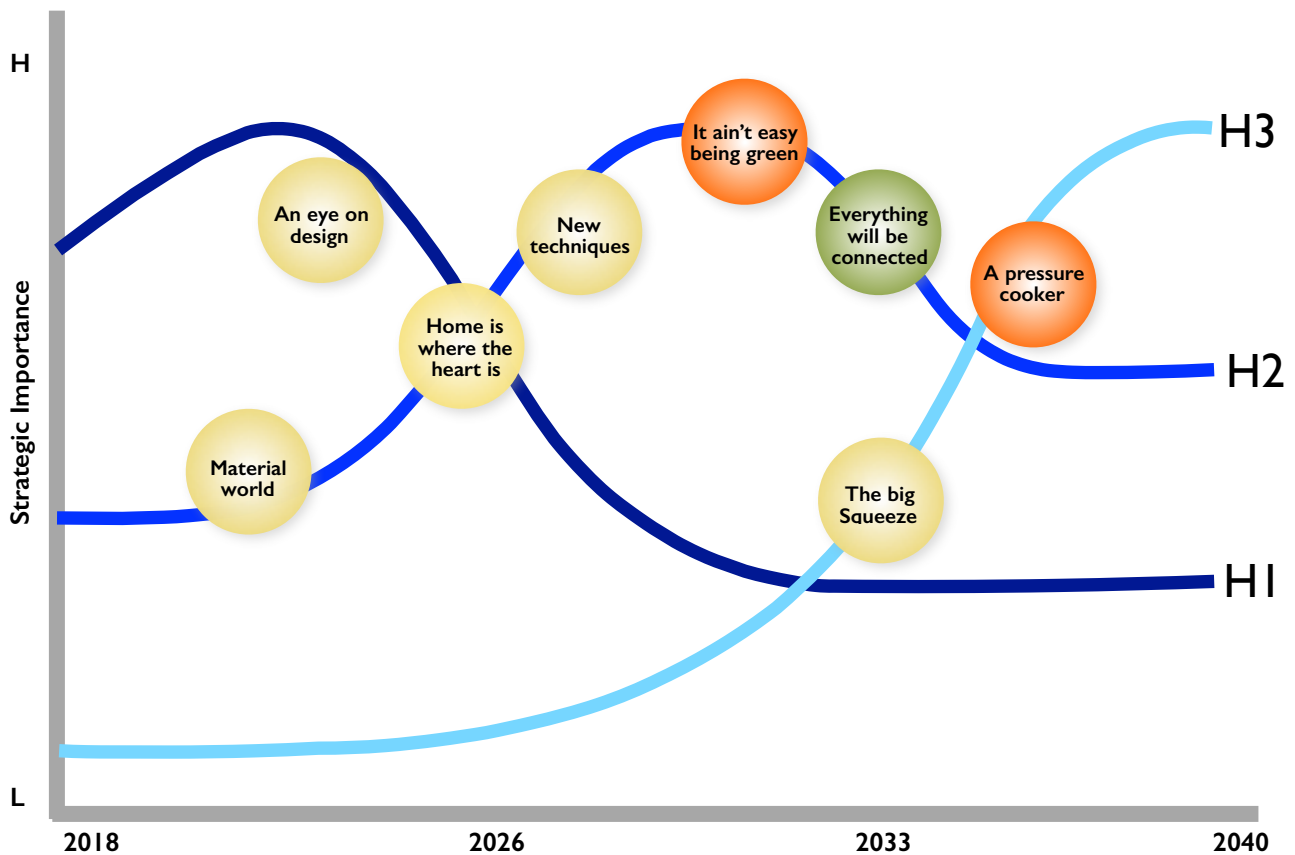 H
It ain’t easy
being green
H3
An eye on
design
New
techniques
Everything
will be
connected
A pressure
cooker
Strategic Importance
Home is
where the
heart is
H2
Material
world
The big
Squeeze
H1
L
2018
2026
2033
2040